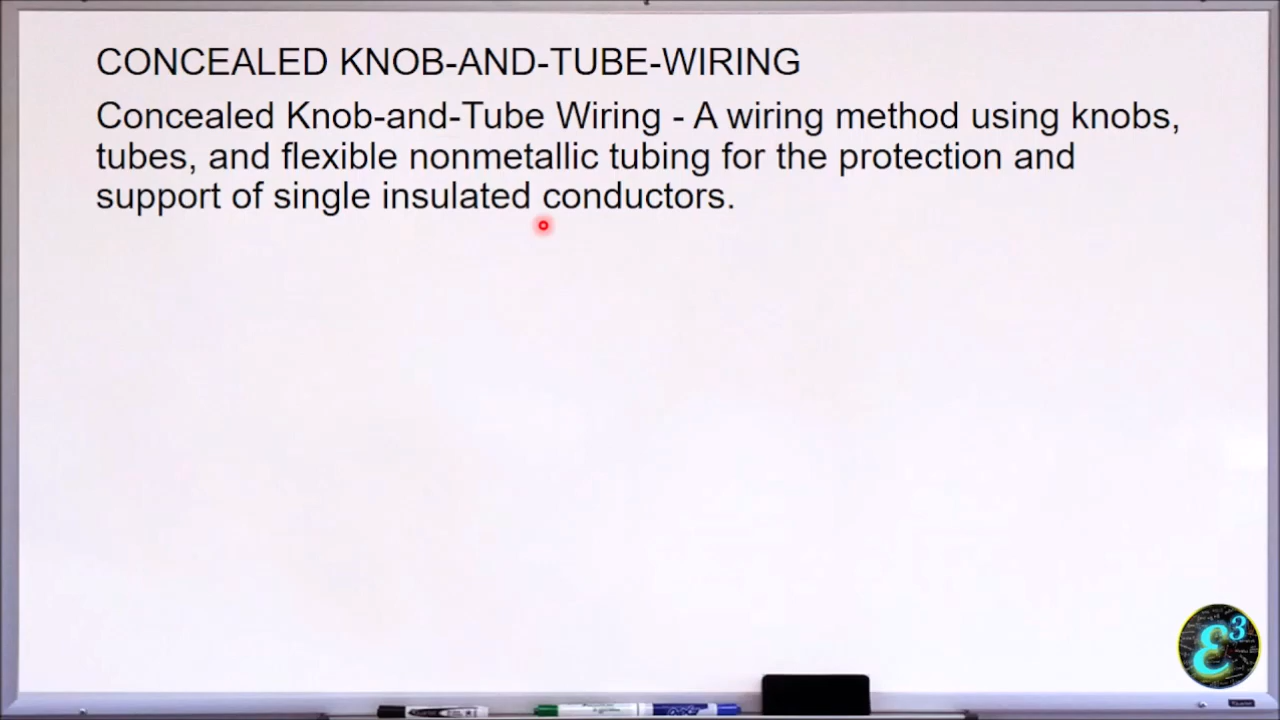 CONCEALED KNOB-AND-TUBE-WIRING
Concealed Knob-and-Tube Wiring - A wiring method using knobs,
tubes, and flexible nonmetallic tubing for the protection and
support of single insulated conductors.
ε3